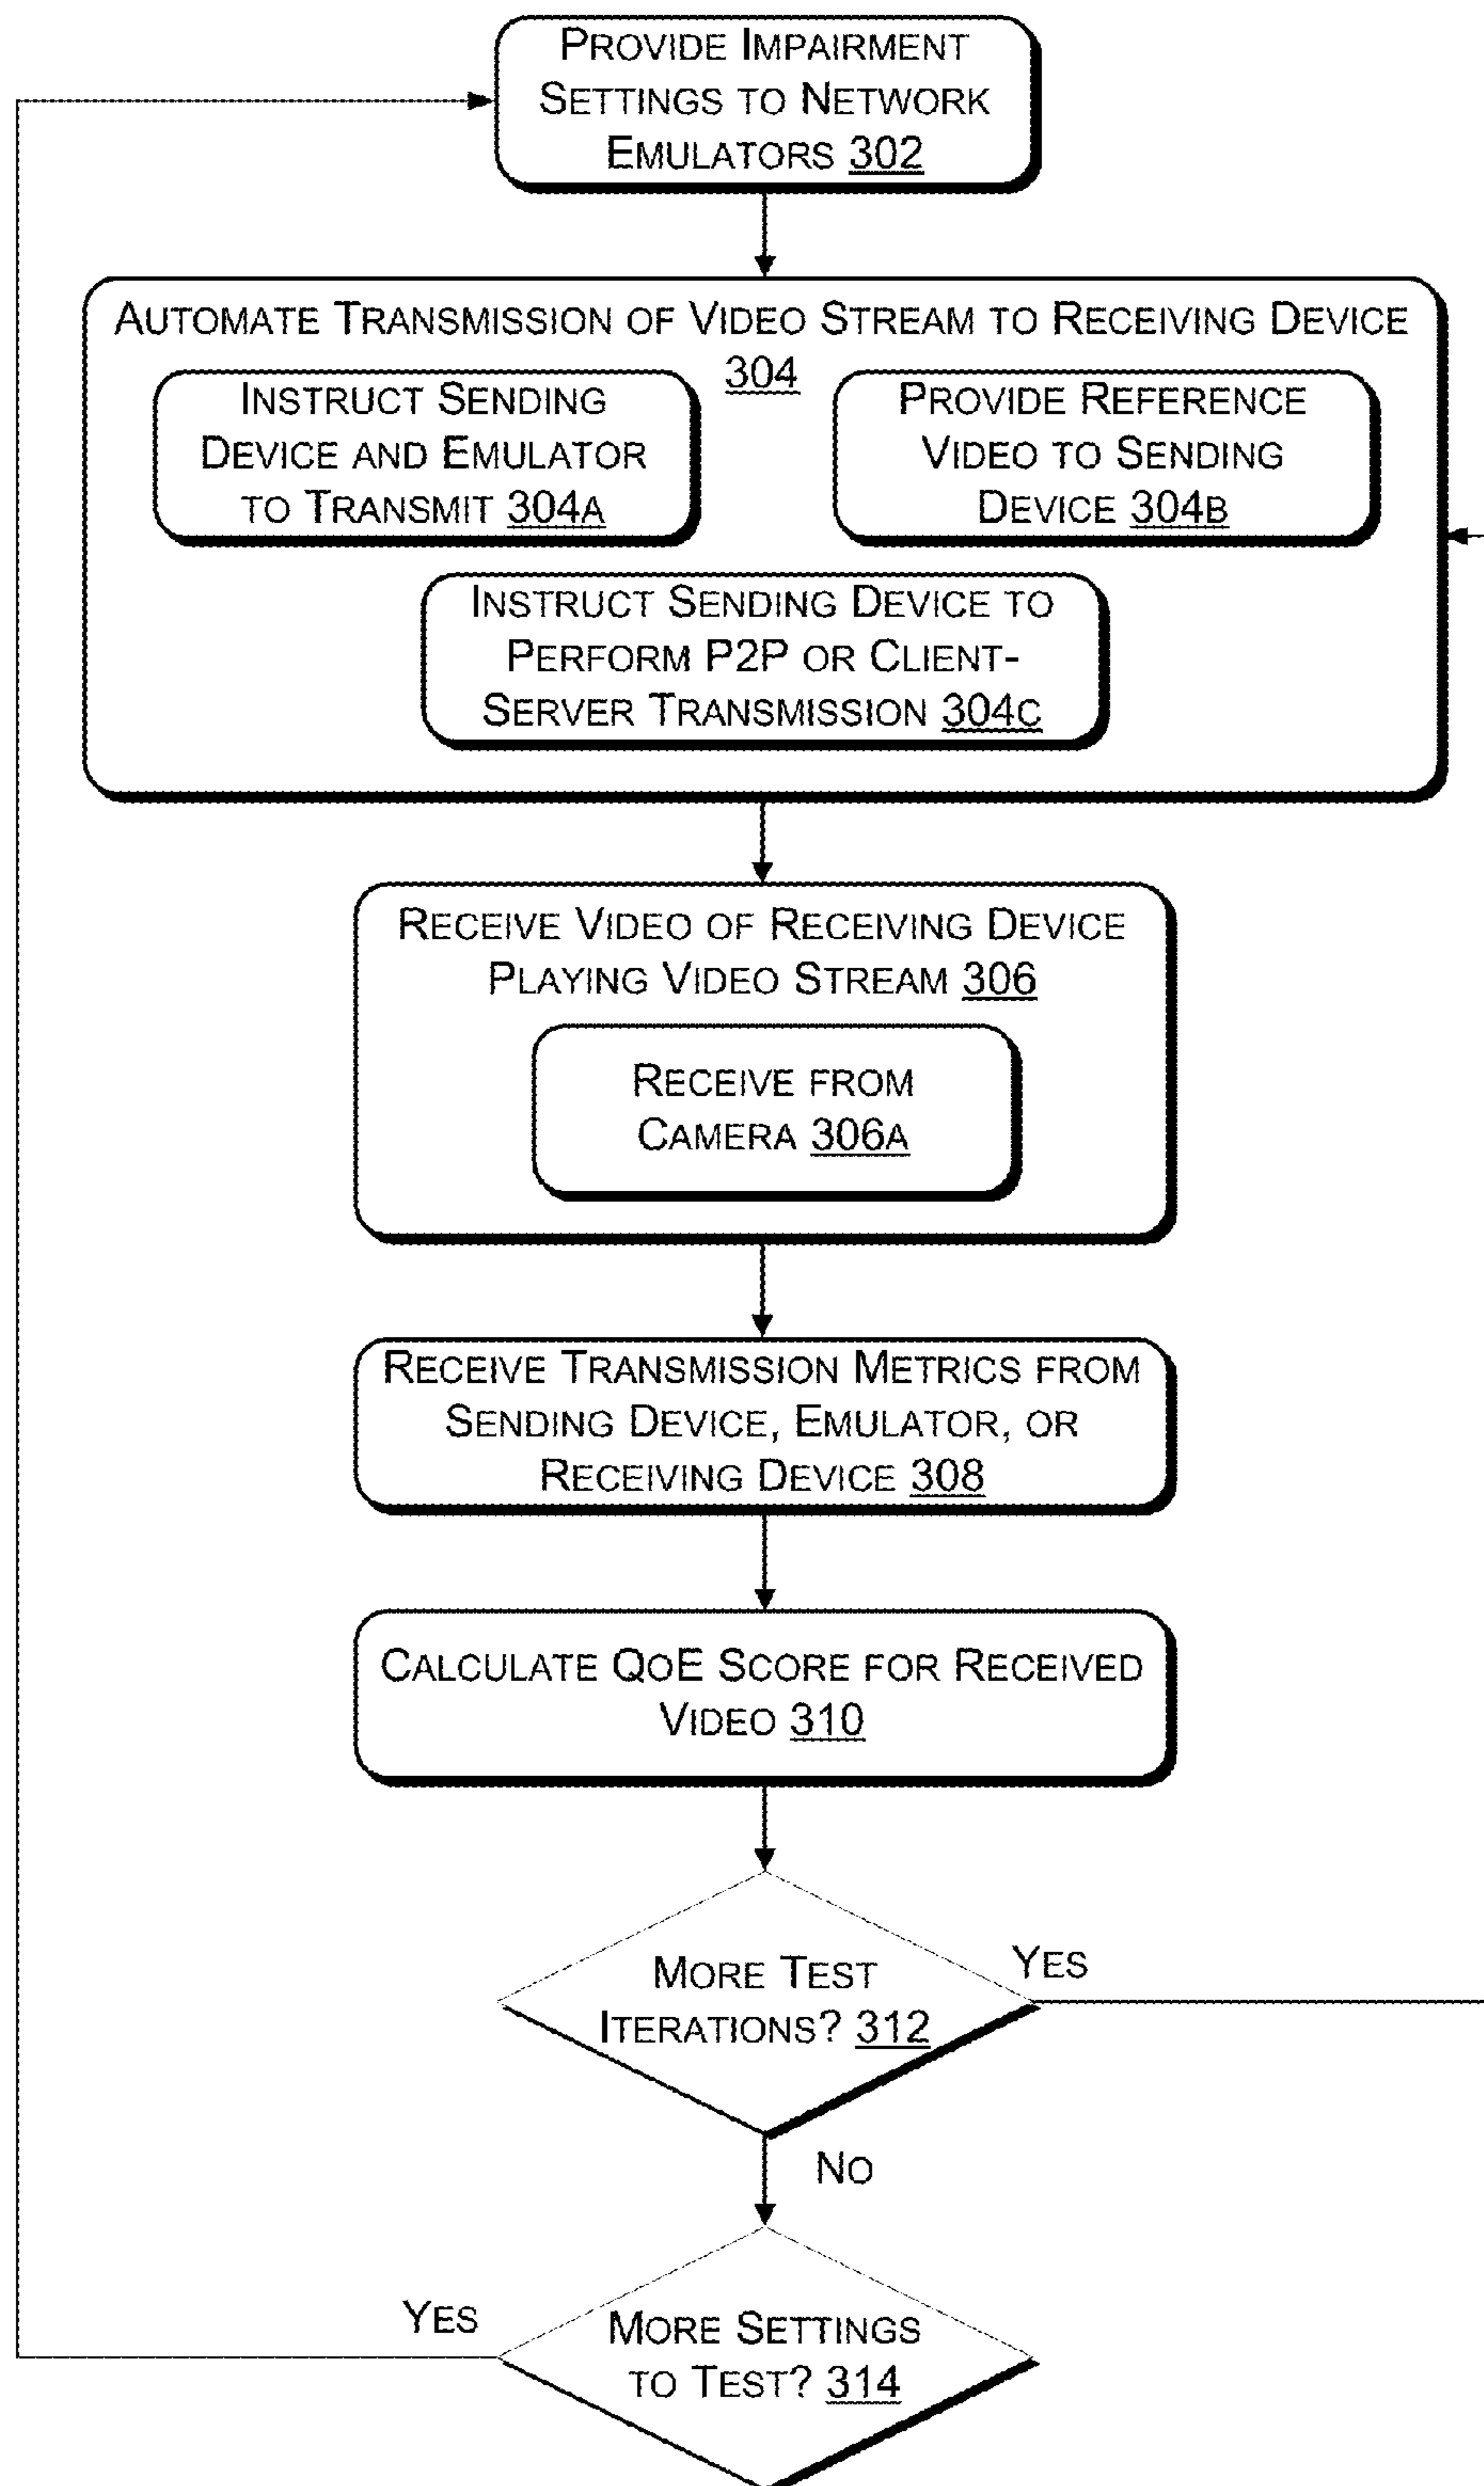 PROVIDE IMPAIRMENT
SETTINGS TO NETWORK
EMULATORS 302
AUTOMATE TRANSMISSION OF VIDEO STREAM TO RECEIVING DEVICE
304
INSTRUCT SENDING
DEVICE AND EMULATOR
TO TRANSMIT 304A
PROVIDE REFERENCE
VIDEO TO SENDING
DEVICE 304B
INSTRUCT SENDING DEVICE TO
PERFORM P2P OR CLIENT-
SERVER TRANSMISSION 304C
RECEIVE VIDEO OF RECEIVING DEVICE
PLAYING VIDEO STREAM 306
RECEIVE FROM
CAMERA 306A
RECEIVE TRANSMISSION METRICS FROM
SENDING DEVICE, EMULATOR, OR
RECEIVING DEVICE 308
CALCULATE QOE SCORE FOR RECEIVED
VIDEO 310
MORE TEST
ITERATIONS? 312
YES
NO
YES
MORE SETTINGS
TO TEST? 314